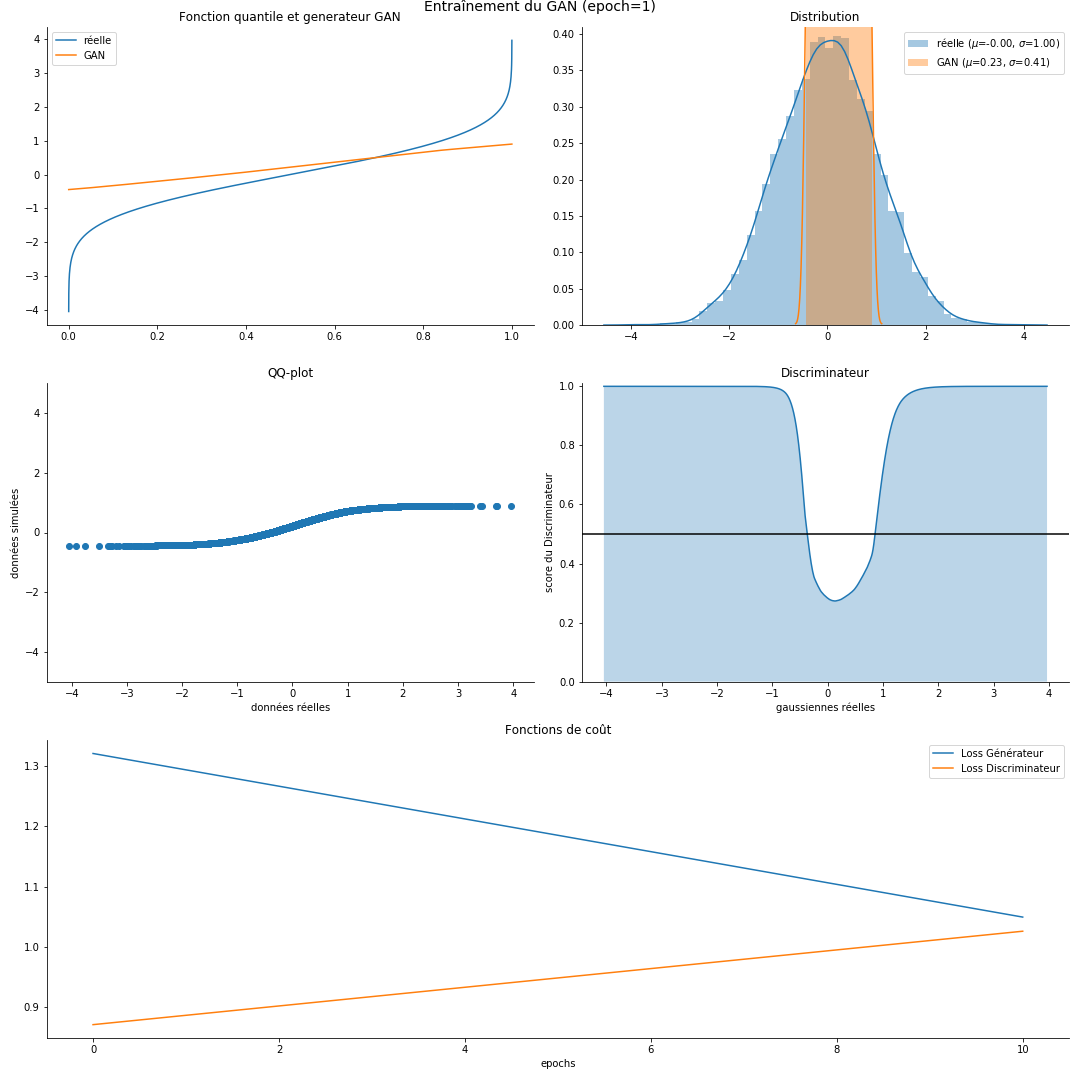 Entraînement du GAN (epoch=1)
Fonction quantile et generateur GAN
réelle
GAN
4
3
2
1
0
−1
−2
−3
−4
0.0 0.2 0.4 0.6 0.8 1.0
Distribution
réelle (μ=-0.00, σ=1.00)
GAN (μ=0.23, σ=0.41)
0.40
0.35
0.30
0.25
0.20
0.15
0.10
0.05
0.00
−4 −2 0 2 4
QQ-plot
données simulées
4
2
0
−2
−4
−4 −3 −2 −1 0 1 2 3 4
données réelles
Discriminateur
score du Discriminateur
1.0
0.8
0.6
0.4
0.2
0.0
−4 −3 −2 −1 0 1 2 3 4
gaussiennes réelles
Fonctions de coût
Loss Générateur
Loss Discriminateur
1.3
1.2
1.1
1.0
0.9
0 2 4 6 8 10
epochs